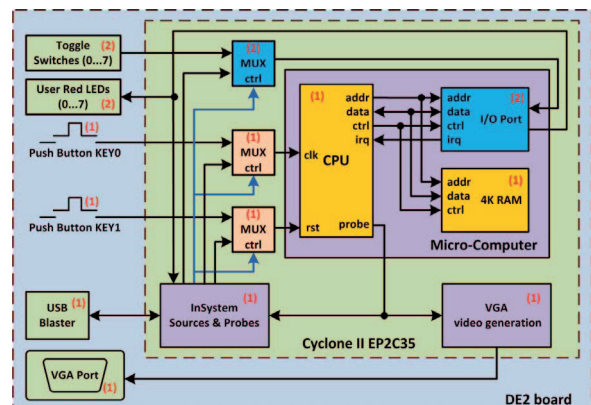 Toggle (2)
Switches (0...7)
User Red LEDs
(0...7) (2)
(1)
Push Button KEY0
(1)
Push Button KEY1
USB (1)
Blaster
VGA Port
(1)
(2)
MUX
ctrl
(1)
MUX
ctrl
(1)
MUX
ctrl
(1)
addr
data
ctrl
irq
clk
CPU
rst
probe
addr (2)
data
ctrl I/O Port
irq
addr (1)
data
ctrl 4K RAM
Micro-Computer
InSystem (1)
Sources & Probes
VGA (1)
video generation
Cyclone II EP2C35
DE2 board